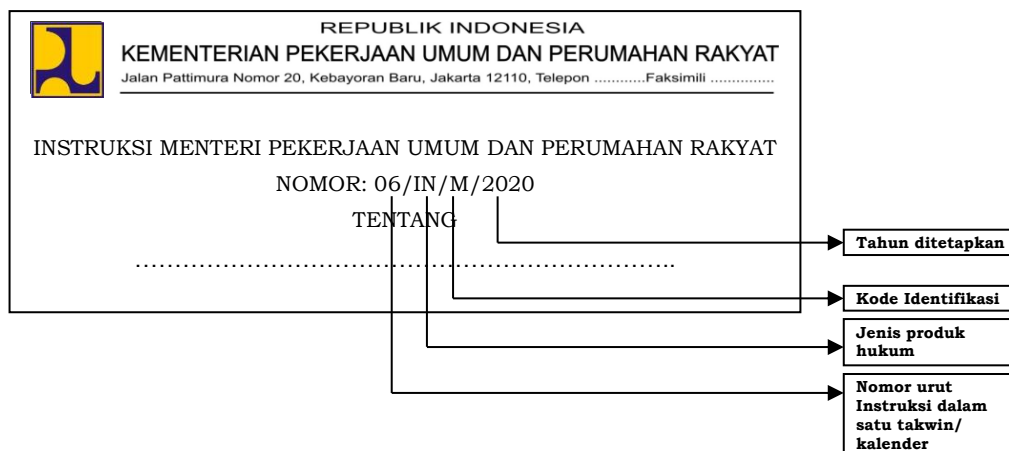 REPUBLIK INDONESIA
KEMENTERIAN PEKERJAAN UMUM DAN PERUMAHAN RAKYAT
Jalan Pattimura Nomor 20, Kebayoran Baru, Jakarta 12110, Telepon ............Faksimili ...............
INSTRUKSI MENTERI PEKERJAAN UMUM DAN PERUMAHAN RAKYAT
NOMOR: 06/IN/M/2020
TENTANG
…………………………………………………………..
Tahun ditetapkan
Kode Identifikasi
Jenis produk
hukum
Nomor urut
Instruksi dalam
satu takwin/
kalender